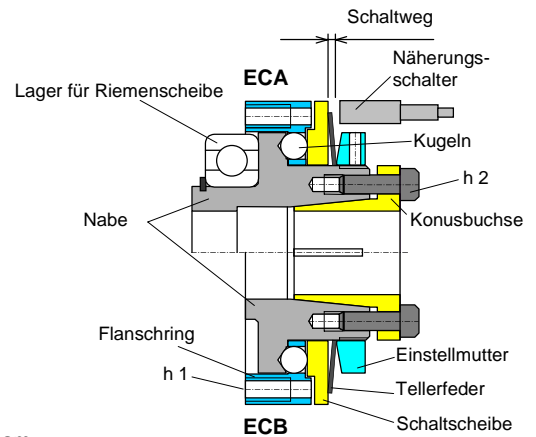 Schaltweg
ECA
Näherungs-
schalter
Lager für Riemenscheibe
Kugeln
h 2
Nabe
Konusbuchse
Flanschring
Einstellmutter
h 1
Tellerfeder
ECB
Schaltscheibe